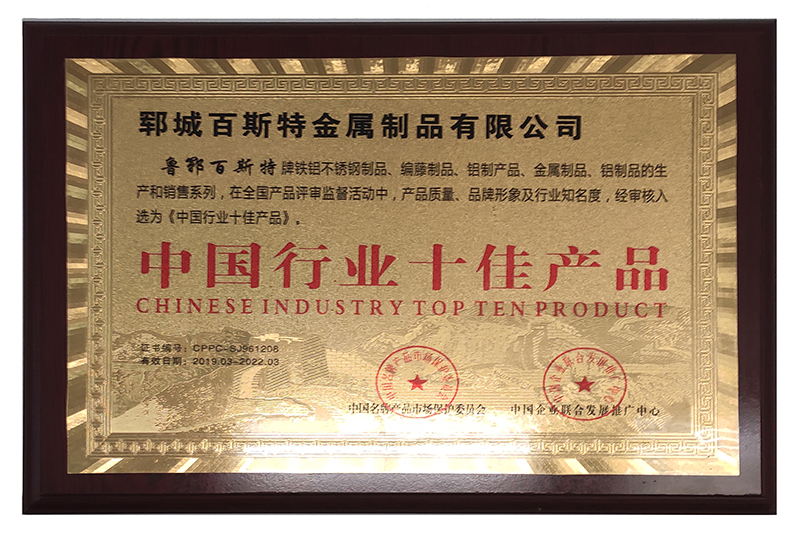 郓城百斯特金属制品有限公司
鲁郓百斯特牌铁铝不锈钢制品、编藤制品、铝制产品、金属制品、铝制品的生
产和销售系列，在全国产品评审监督活动中，产品质量、品牌形象及行业知名度，经审核入
选为《中国行业十佳产品》。
中国行业十佳产品
CHINESE INDUSTRY TOP TEN PRODUCT
证书编号：CPPC-SJ961208
有效日期：2019.03-2022.03
中国名牌产品市场保护委员会
中国企业联合发展推广中心